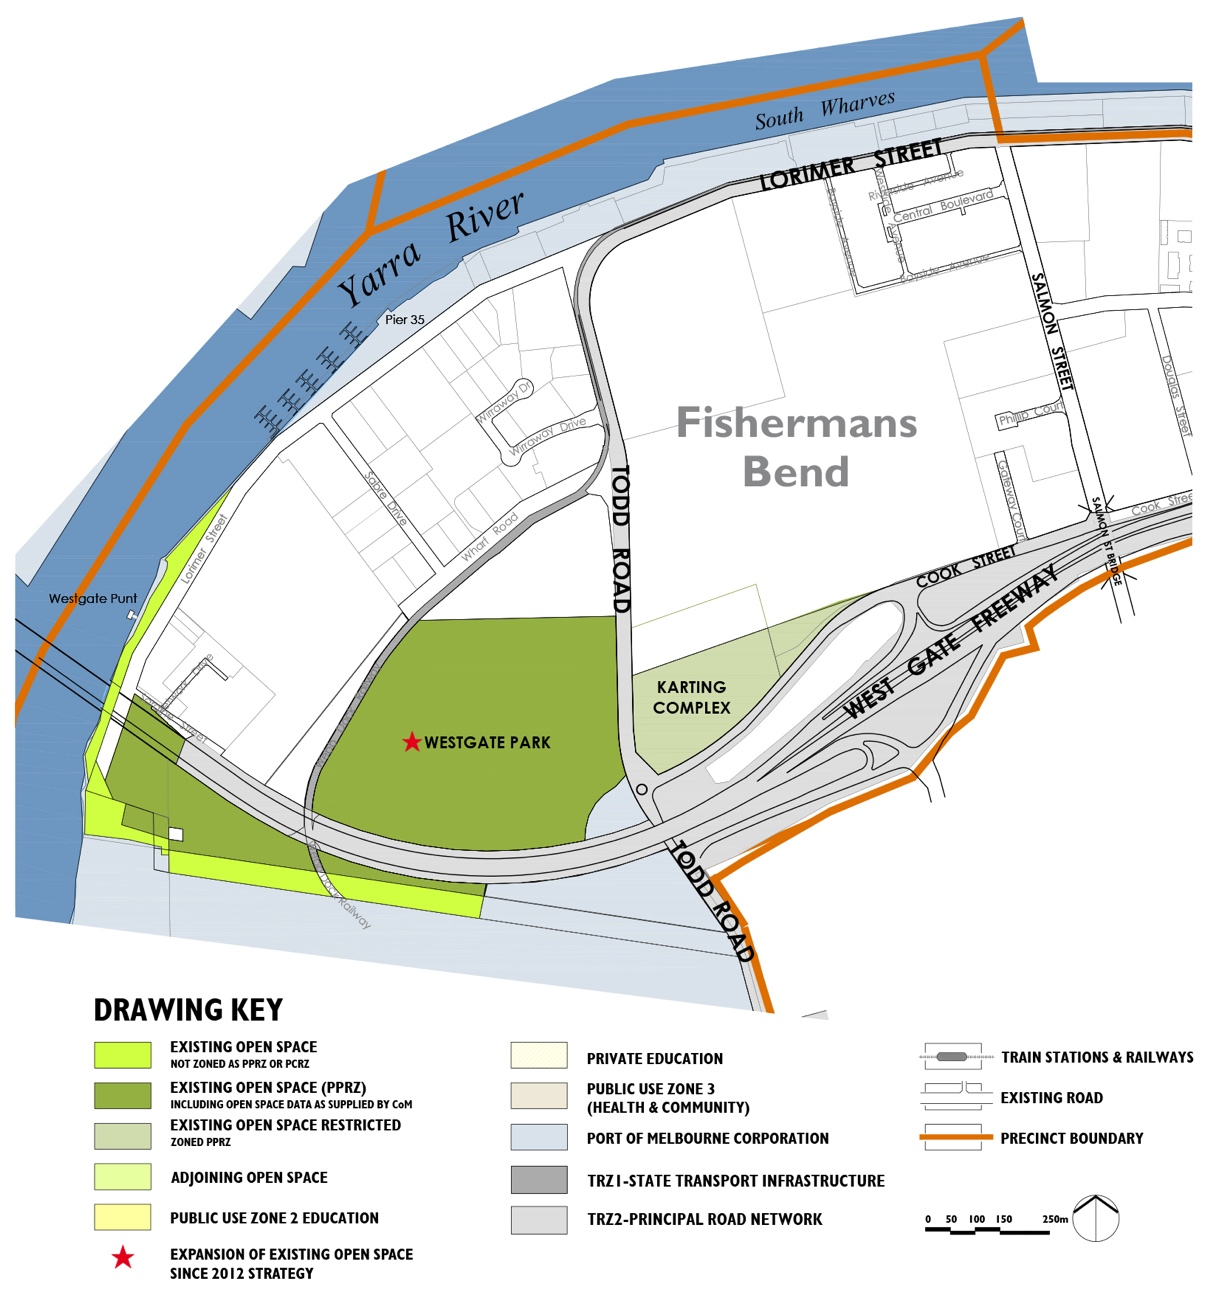 South Wharves
LORIMER STREET
Yarra River
Riverside Avenue
Central Boulevard
Pier 35
SALMON STREET
Wirraway Dr
Wirraway Drive
Fishermans
Bend
Phillip Court
Douglas Street
Sabre Drive
TODD ROAD
Gateway Court
SALMON ST BRIDGE
Cook Stree
Wharf Road
Lorimer Street
COOK STREET
WEST GATE FREEWAY
Westgate Punt
KARTING
COMPLEX
WESTGATE PARK
TODD ROAD
Dock Railway
DRAWING KEY
EXISTING OPEN SPACE
NOT ZONED AS PPRZ OR PCRZ
EXISTING OPEN SPACE (PPRZ)
INCLUDING OPEN SPACE DATA AS SUPPLIED BY CoM
EXISTING OPEN SPACE RESTRICTED
ZONED PPRZ
ADJOINING OPEN SPACE
PUBLIC USE ZONE 2 EDUCATION
EXPANSION OF EXISTING OPEN SPACE
SINCE 2012 STRATEGY
PRIVATE EDUCATION
PUBLIC USE ZONE 3
(HEALTH & COMMUNITY)
PORT OF MELBOURNE CORPORATION
TRZ1-STATE TRANSPORT INFRASTRUCTURE
TRZ2-PRINCIPAL ROAD NETWORK
TRAIN STATIONS & RAILWAYS
EXISTING ROAD
PRECINCT BOUNDARY
0 50 100 150 250m